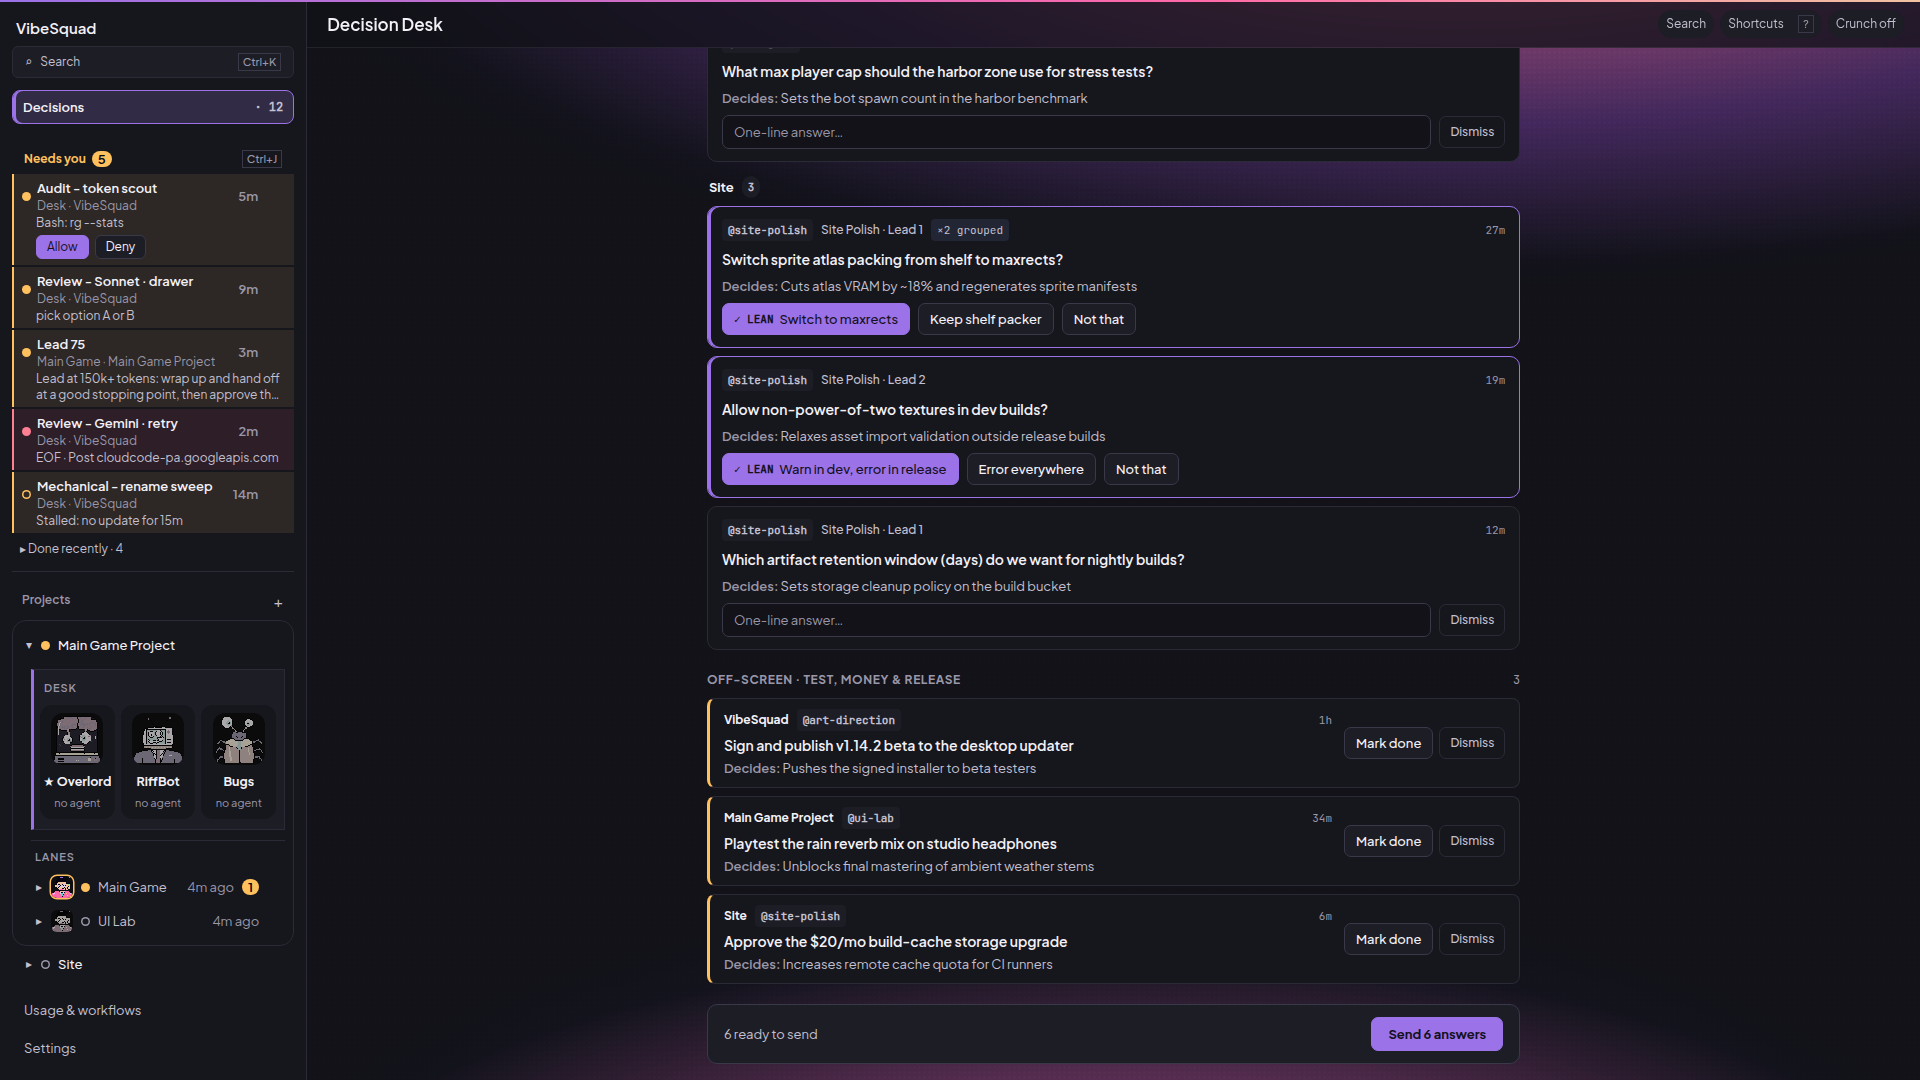 VibeSquad
Search Ctrl+K
Decisions · 12
Needs you 5 Ctrl+J
Audit – token scout 5m
Desk · VibeSquad
Bash: rg --stats
Allow Deny
Review – Sonnet · drawer 9m
Desk · VibeSquad
pick option A or B
Lead 75 3m
Main Game · Main Game Project
Lead at 150k+ tokens: wrap up and hand off
at a good stopping point, then approve th…
Review – Gemini · retry 2m
Desk · VibeSquad
EOF · Post cloudcode-pa.googleapis.com
Mechanical – rename sweep 14m
Desk · VibeSquad
Stalled: no update for 15m
▸ Done recently · 4
Projects +
▾ Main Game Project
DESK
★ Overlord RiffBot Bugs
no agent no agent no agent
LANES
▸ Main Game 4m ago 1
▸ UI Lab 4m ago
▸ Site
Usage & workflows
Settings
Decision Desk
Search Shortcuts ? Crunch off
What max player cap should the harbor zone use for stress tests?
Decides: Sets the bot spawn count in the harbor benchmark
One-line answer… Dismiss
Site 3
@site-polish Site Polish · Lead 1 ×2 grouped 27m
Switch sprite atlas packing from shelf to maxrects?
Decides: Cuts atlas VRAM by ~18% and regenerates sprite manifests
✓ LEAN Switch to maxrects Keep shelf packer Not that
@site-polish Site Polish · Lead 2 19m
Allow non-power-of-two textures in dev builds?
Decides: Relaxes asset import validation outside release builds
✓ LEAN Warn in dev, error in release Error everywhere Not that
@site-polish Site Polish · Lead 1 12m
Which artifact retention window (days) do we want for nightly builds?
Decides: Sets storage cleanup policy on the build bucket
One-line answer… Dismiss
OFF-SCREEN · TEST, MONEY & RELEASE 3
VibeSquad @art-direction 1h
Sign and publish v1.14.2 beta to the desktop updater
Decides: Pushes the signed installer to beta testers
Mark done Dismiss
Main Game Project @ui-lab 34m
Playtest the rain reverb mix on studio headphones
Decides: Unblocks final mastering of ambient weather stems
Mark done Dismiss
Site @site-polish 6m
Approve the $20/mo build-cache storage upgrade
Decides: Increases remote cache quota for CI runners
Mark done Dismiss
6 ready to send Send 6 answers